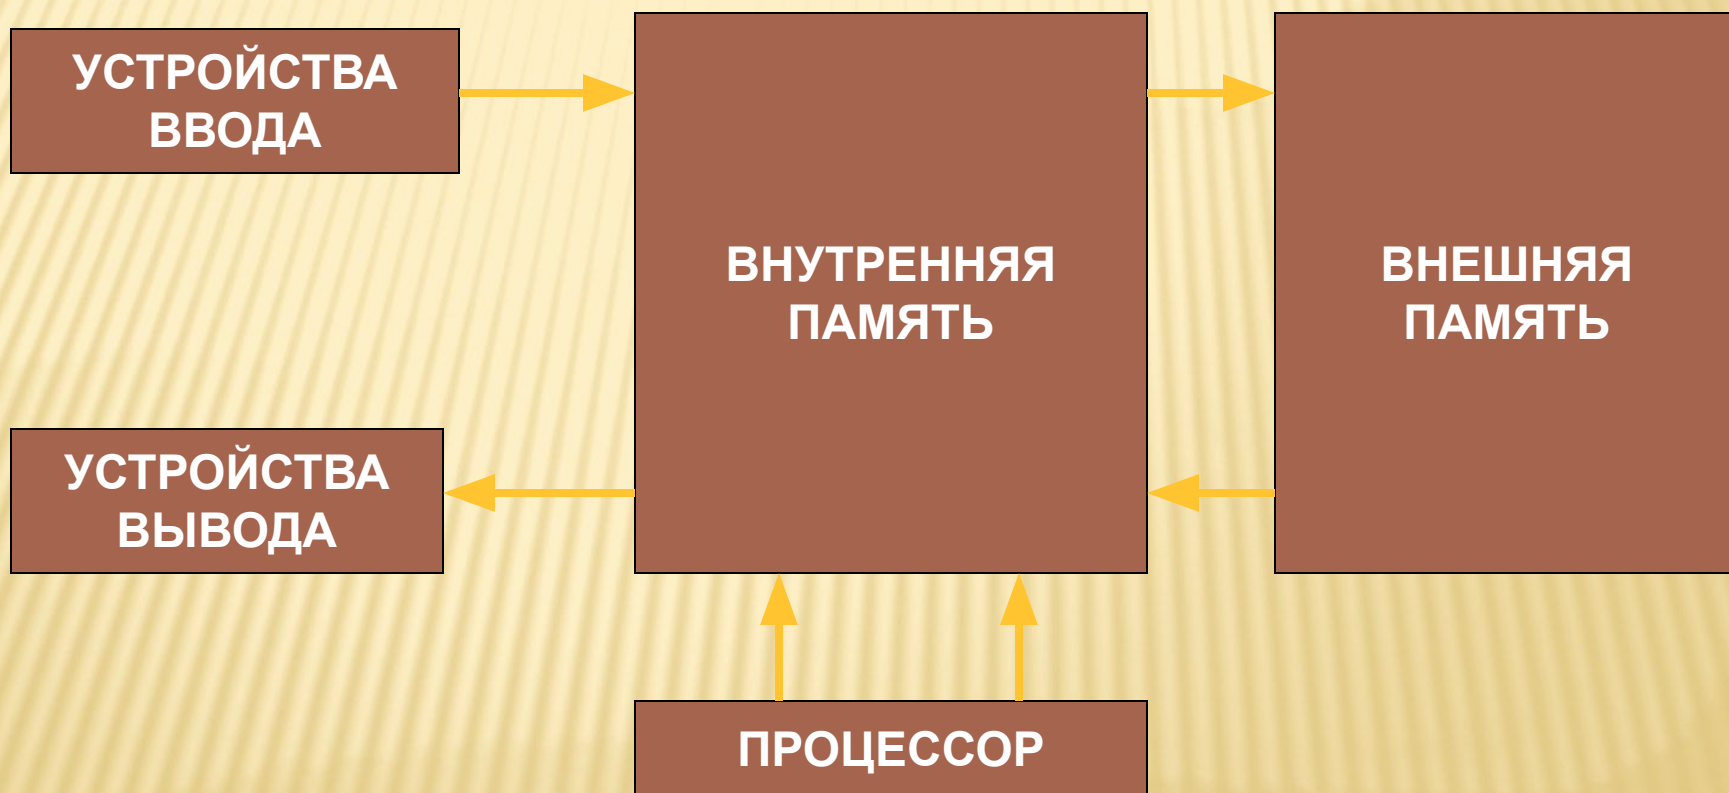 УСТРОЙСТВА
ВВОДА
ВНУТРЕННЯЯ
ПАМЯТЬ
ВНЕШНЯЯ
ПАМЯТЬ
УСТРОЙСТВА
ВЫВОДА
ПРОЦЕССОР